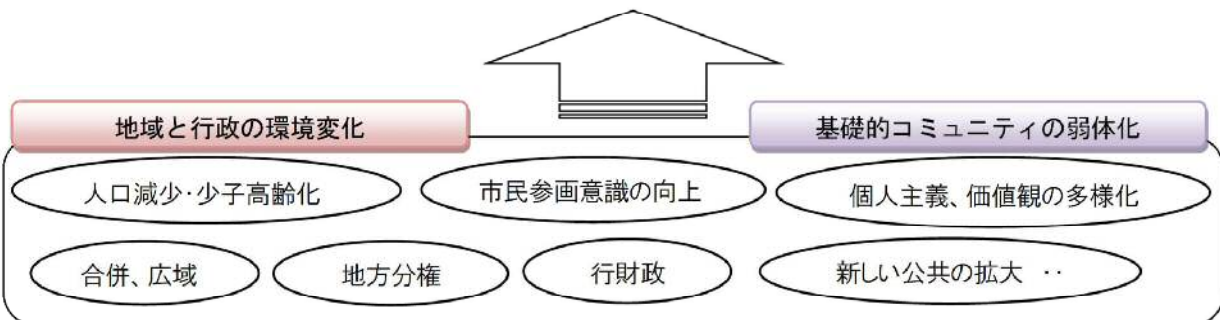 地域と行政の環境変化
基礎的コミュニティの弱体化
人口減少・少子高齢化
市民参画意識の向上
個人主義、価値観の多様化
合併、広域
地方分権
行財政
新しい公共の拡大 ‥